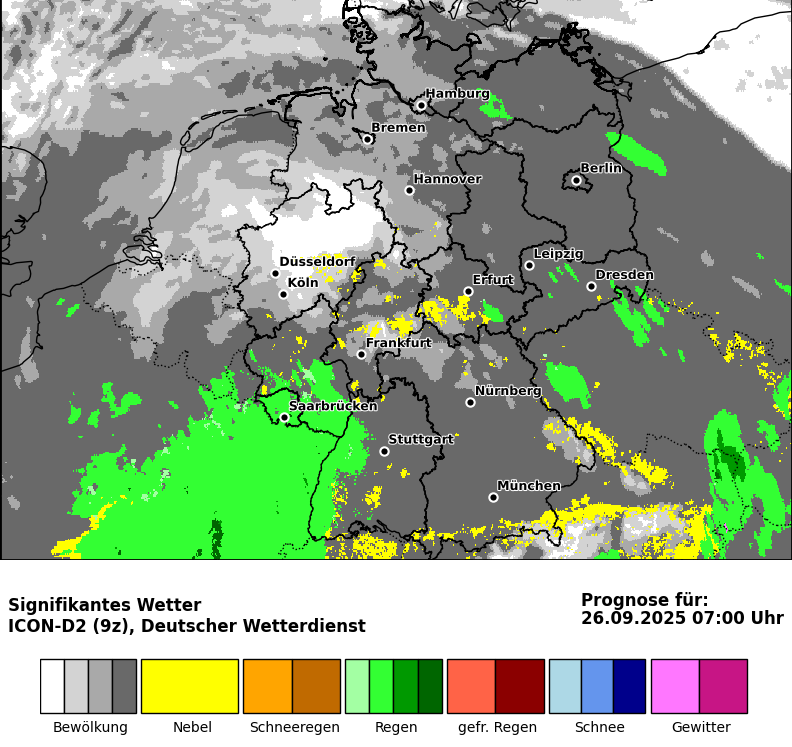 Hamburg
Bremen
Berlin
Hannover
Leipzig
Düsseldorf
Dresden
Köln
Erfurt
Frankfurt
Nürnberg
Saarbrücken
Stuttgart
München
Signifikantes Wetter
ICON-D2 (9z), Deutscher Wetterdienst
Prognose für:
26.09.2025 07:00 Uhr
Bewölkung
Nebel
Schneeregen
Regen
gefr. Regen
Schnee
Gewitter